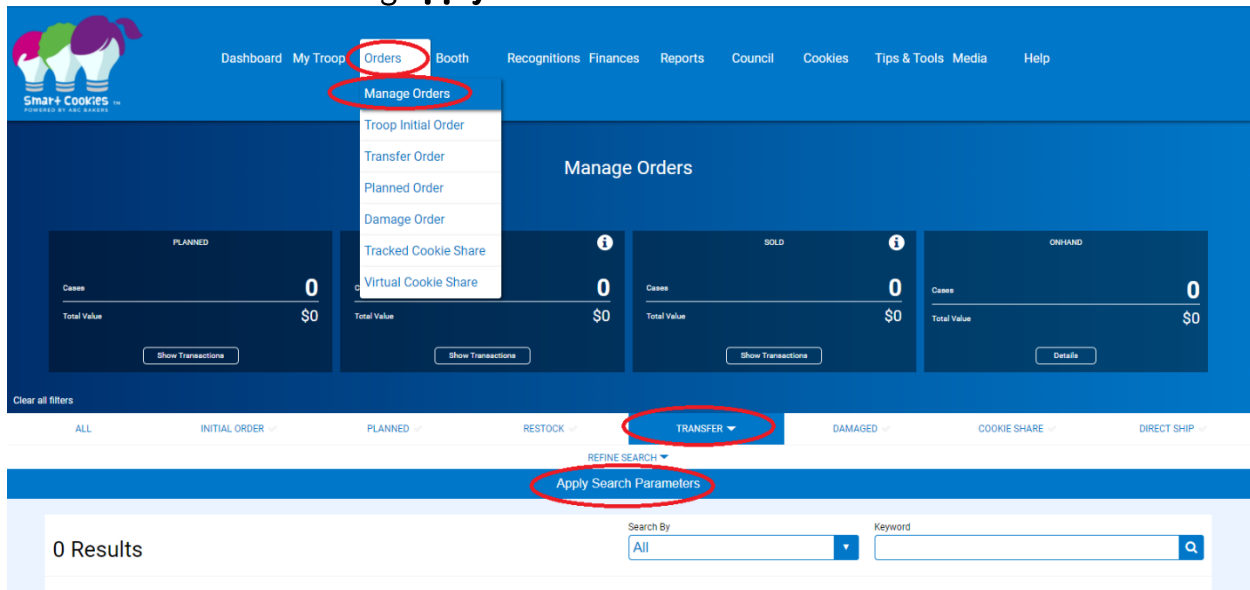 g Apply
Smart Cookies TM
POWERED BY ABC BAKERS
Dashboard My Troop Orders Booth Recognitions Finances Reports Council Cookies Tips & Tools Media Help
Manage Orders
Troop Initial Order
Transfer Order
Planned Order
Damage Order
Tracked Cookie Share
Virtual Cookie Share
Manage Orders
PLANNED
Cases 0
Total Value $0
Show Transactions
i
0
Total Value $0
Show Transactions
SOLD i
Cases 0
Total Value $0
Show Transactions
ONHAND
Cases 0
Total Value $0
Details
Clear all filters
ALL INITIAL ORDER PLANNED RESTOCK TRANSFER DAMAGED COOKIE SHARE DIRECT SHIP
REFINE SEARCH
Apply Search Parameters
0 Results
Search By
All
Keyword